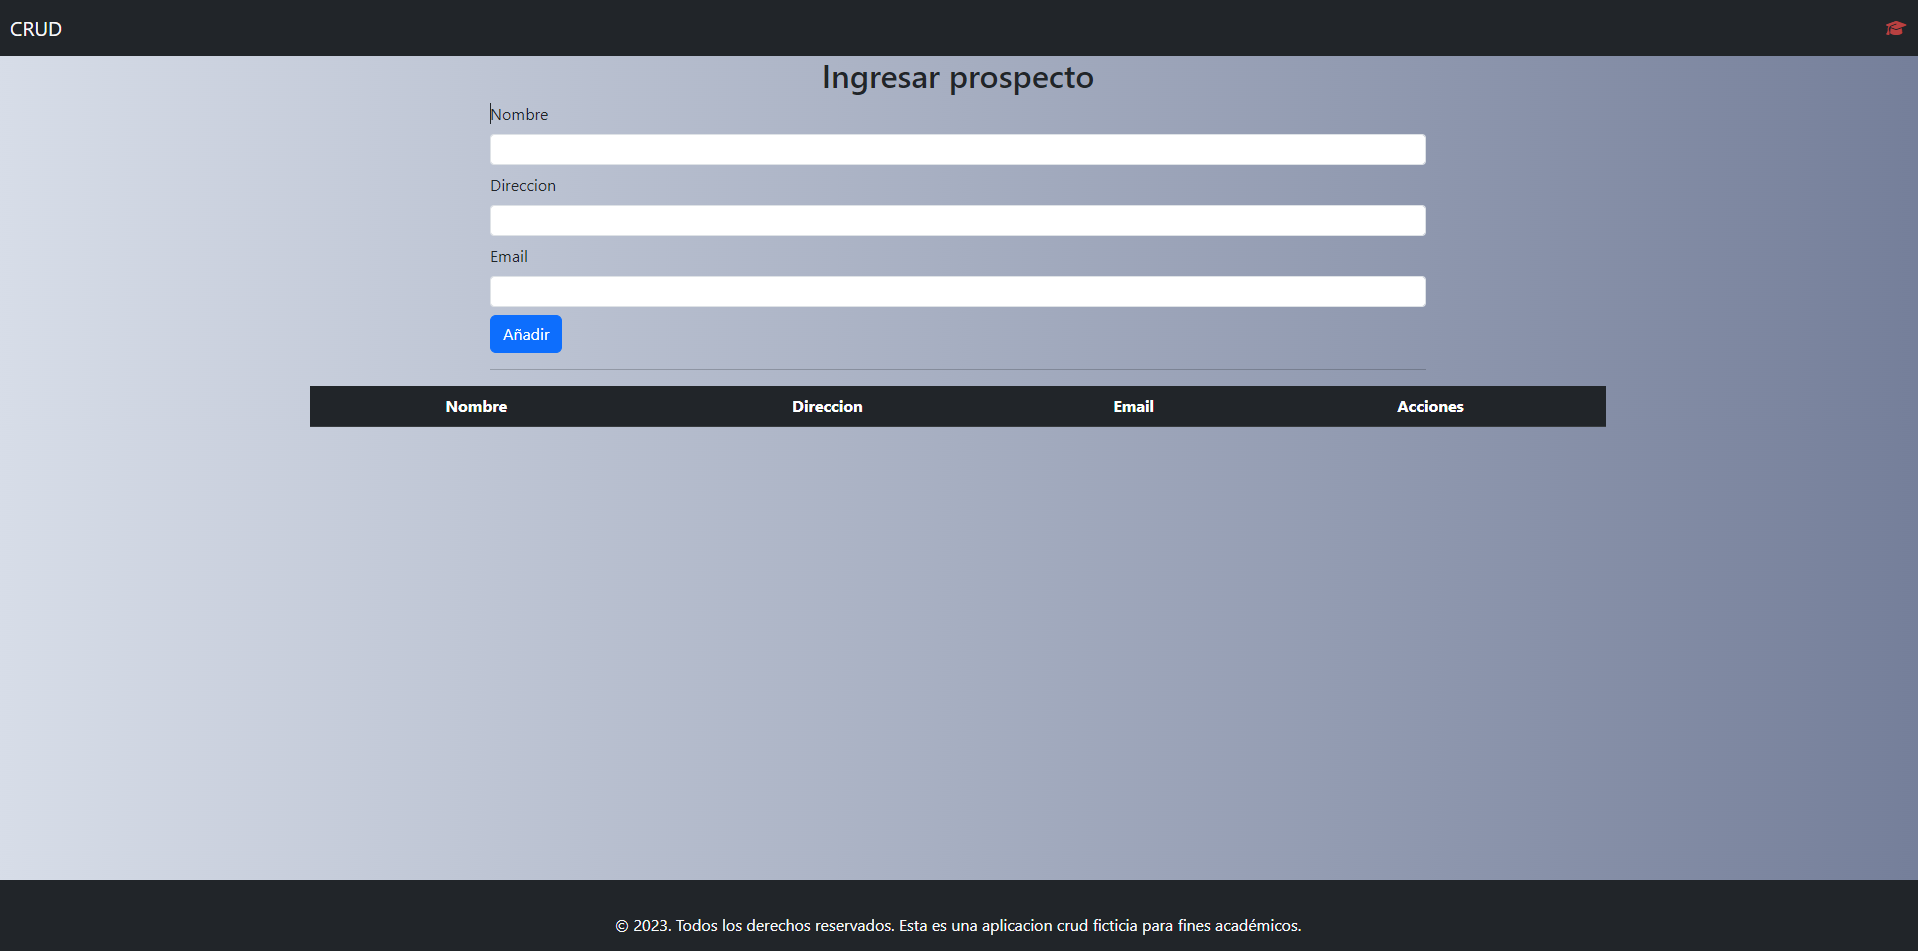 CRUD
Ingresar prospecto
Nombre
Direccion
Email
Añadir
Nombre Direccion Email Acciones
© 2023. Todos los derechos reservados. Esta es una aplicacion crud ficticia para fines académicos.